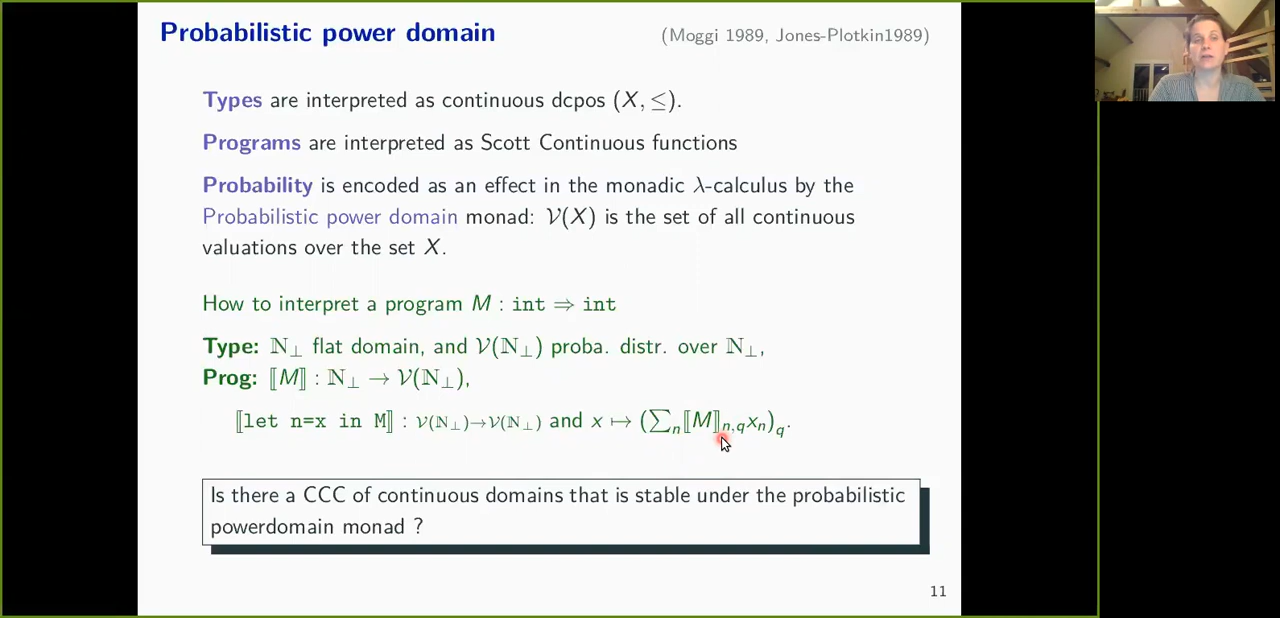 Probabilistic power domain (Moggi 1989, Jones-Plotkin1989)
Types are interpreted as continuous dcpos (X, ≤).
Programs are interpreted as Scott Continuous functions
Probability is encoded as an effect in the monadic λ-calculus by the
Probabilistic power domain monad: 𝒱(X) is the set of all continuous
valuations over the set X.
How to interpret a program M : int ⇒ int
Type: ℕ⊥ flat domain, and 𝒱(ℕ⊥) proba. distr. over ℕ⊥,
Prog: ⟦M⟧ : ℕ⊥ → 𝒱(ℕ⊥),
⟦let n=x in M⟧ : 𝒱(ℕ⊥)→𝒱(ℕ⊥) and x ↦ (∑ₙ⟦M⟧n,q xₙ)q.
Is there a CCC of continuous domains that is stable under the probabilistic
powerdomain monad ?
11